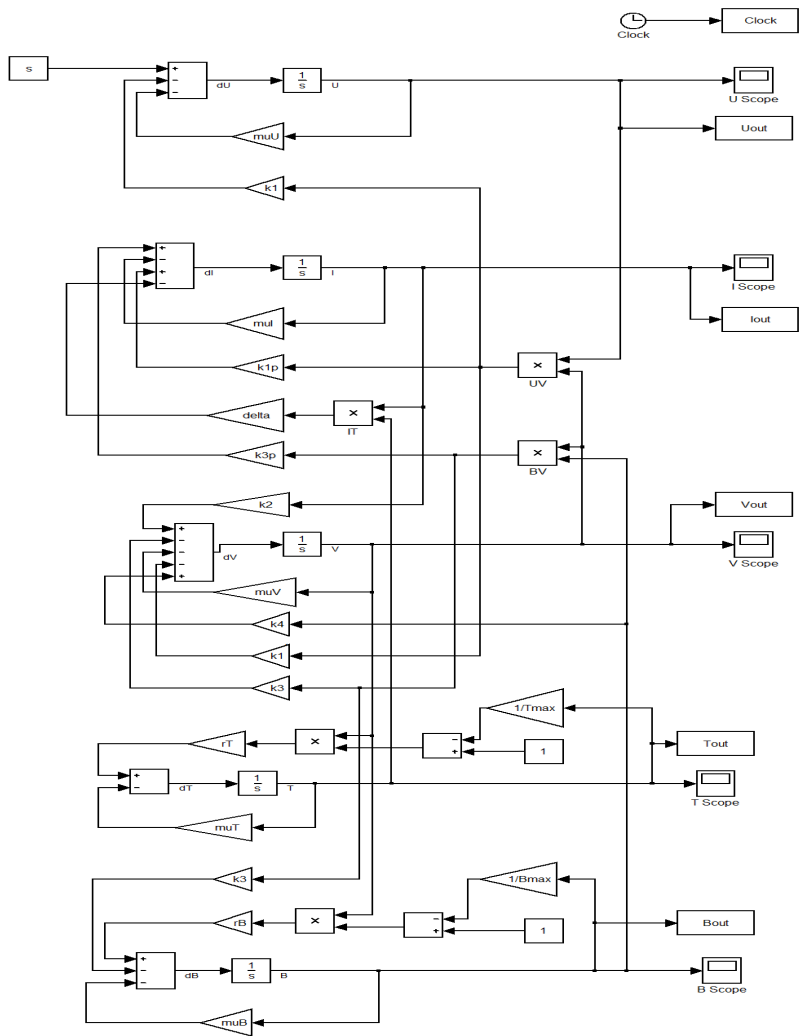 Clock
Clock
s
+
−
−
dU
1
s
U
U Scope
Uout
muU
k1
+
−
+
−
dI
1
s
I
I Scope
Iout
muI
k1p
×
UV
delta
×
IT
k3p
×
BV
k2
Vout
+
−
−
−
+
dV
1
s
V
V Scope
muV
k4
k1
k3
1/Tmax
rT
×
−
+
1
Tout
+
−
dT
1
s
T
T Scope
muT
k3
1/Bmax
rB
×
−
+
1
Bout
+
−
−
dB
1
s
B
B Scope
muB